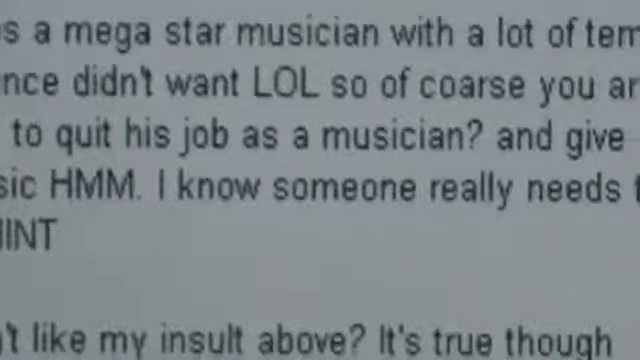 s a mega star musician with a lot of tem
nce didn't want LOL so of coarse you ar
to quit his job as a musician? and give
sic HMM. I know someone really needs t
INT
't like my insult above? It's true though